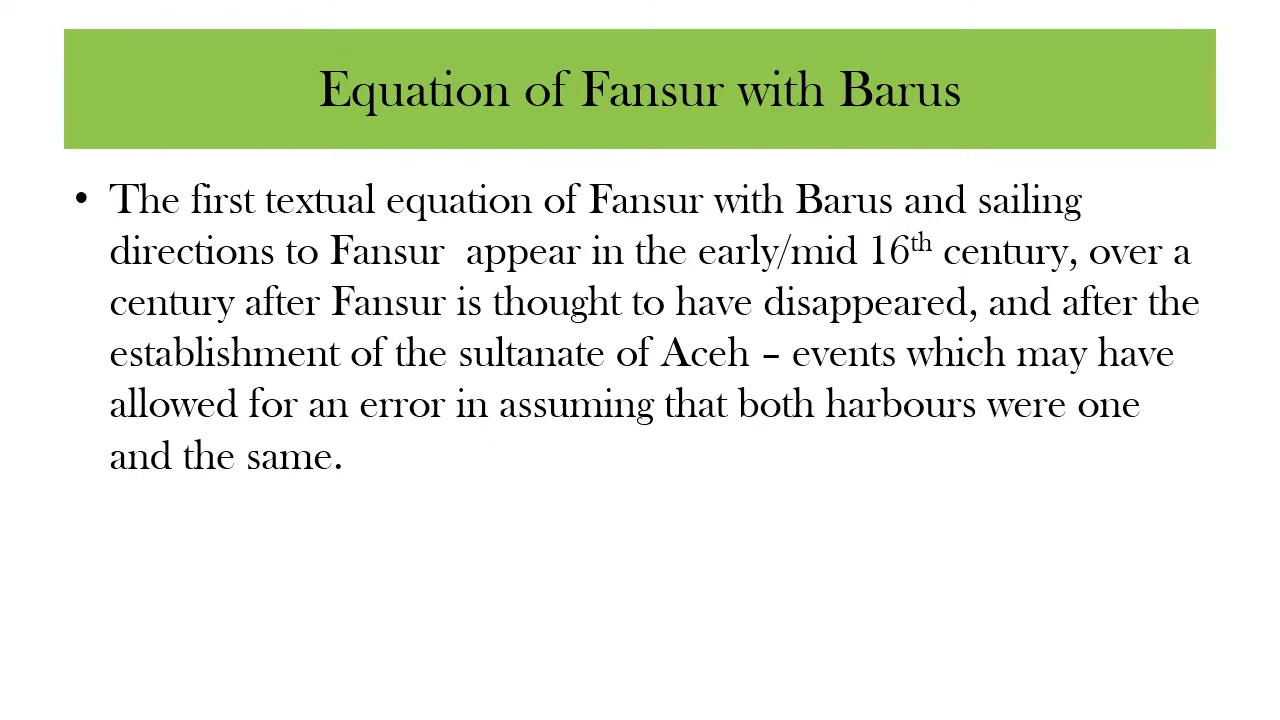 Equation of Fansur with Barus
• The first textual equation of Fansur with Barus and sailing
directions to Fansur  appear in the early/mid 16th century, over a
century after Fansur is thought to have disappeared, and after the
establishment of the sultanate of Aceh – events which may have
allowed for an error in assuming that both harbours were one
and the same.